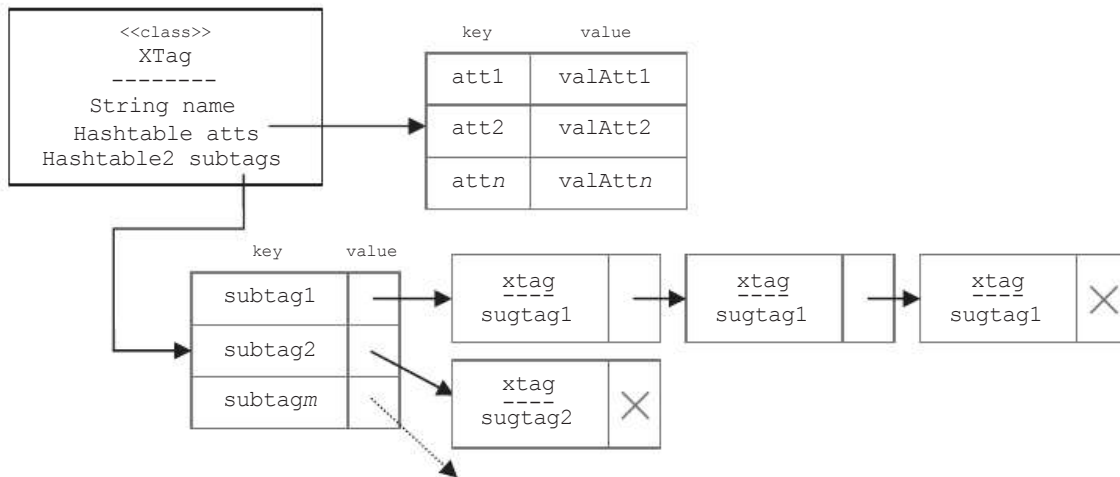 <<class>>
XTag
--------
String name
Hashtable atts
Hashtable2 subtags
key value
att1 valAtt1
att2 valAtt2
attn valAttn
key value
subtag1
subtag2
subtagm
xtag
----
sugtag1
xtag
----
sugtag1
xtag
----
sugtag1
xtag
----
sugtag2